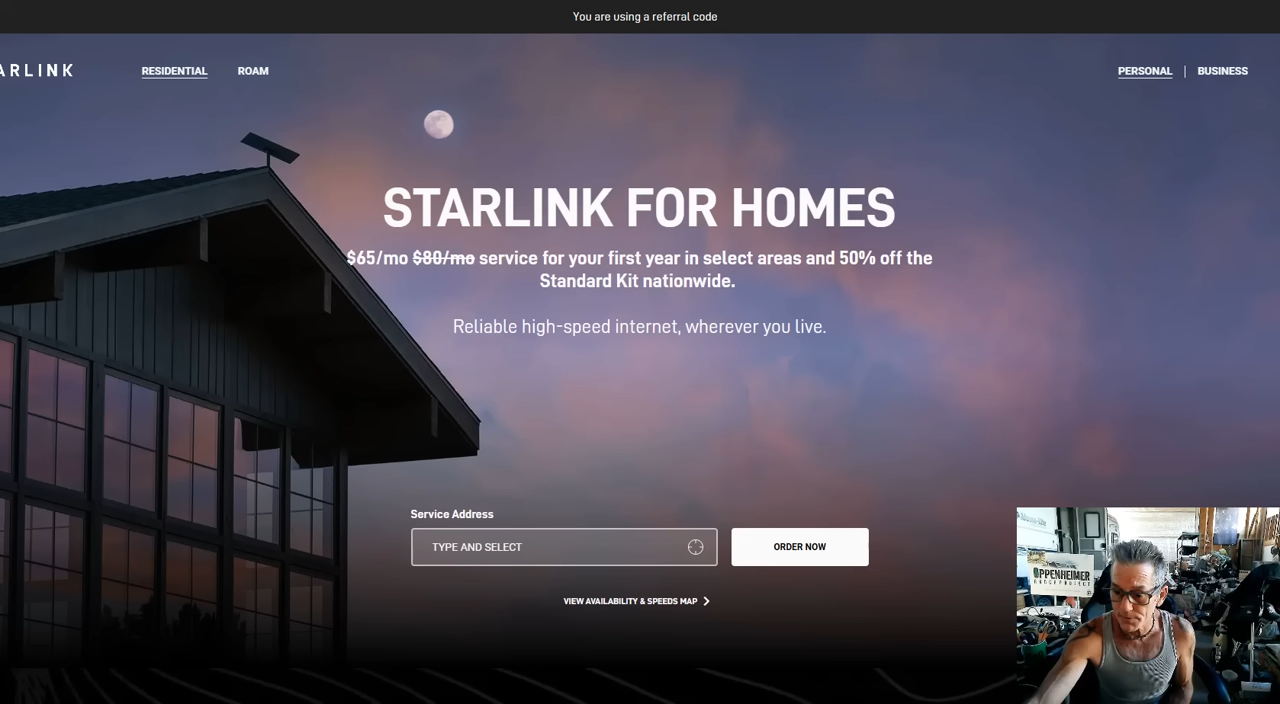 You are using a referral code
ARLINK RESIDENTIAL ROAM PERSONAL | BUSINESS
STARLINK FOR HOMES
$65/mo $80/mo service for your first year in select areas and 50% off the
Standard Kit nationwide.
Reliable high-speed internet, wherever you live.
Service Address
TYPE AND SELECT
ORDER NOW
VIEW AVAILABILITY & SPEEDS MAP
OPPENHEIMER
RANCH PROJECT